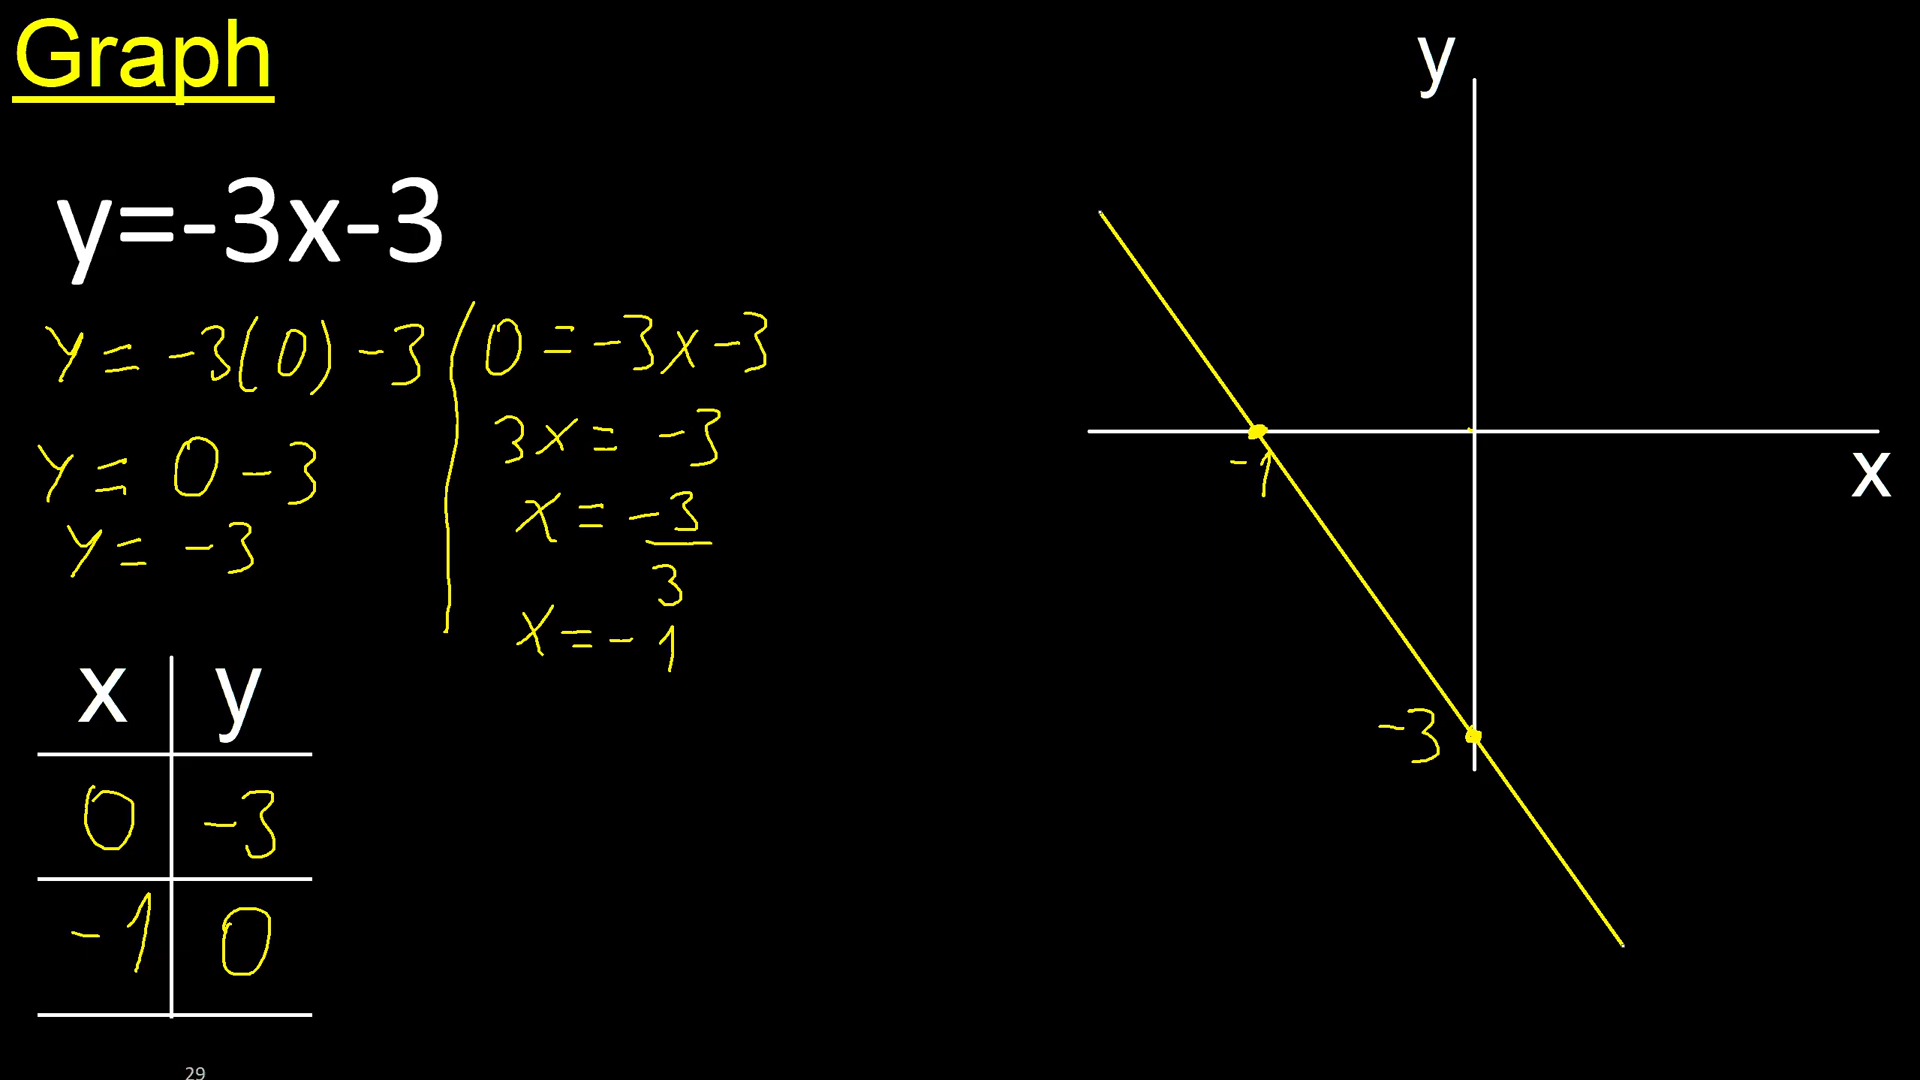 Graph
y=-3x-3
y = -3(0) -3
y = 0 - 3
y = -3
0 = -3x-3
3x = -3
x = -3
3
x = - 1
x y
0 -3
-1 0
y
x
-1
-3
29